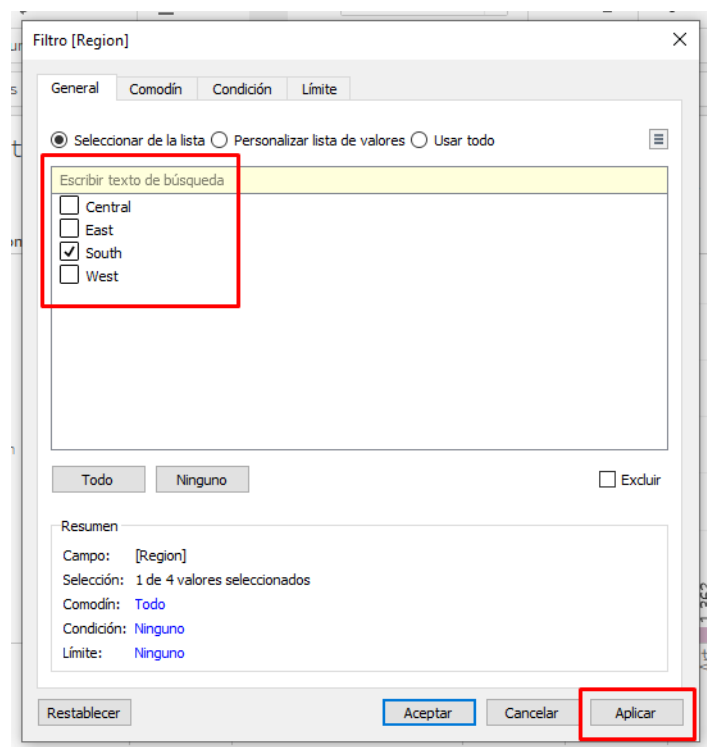 Filtro [Region]
General Comodín Condición Límite
Seleccionar de la lista Personalizar lista de valores Usar todo
Escribir texto de búsqueda
Central
East
South
West
Todo Ninguno Excluir
Resumen
Campo: [Region]
Selección: 1 de 4 valores seleccionados
Comodín: Todo
Condición: Ninguno
Límite: Ninguno
Restablecer Aceptar Cancelar Aplicar